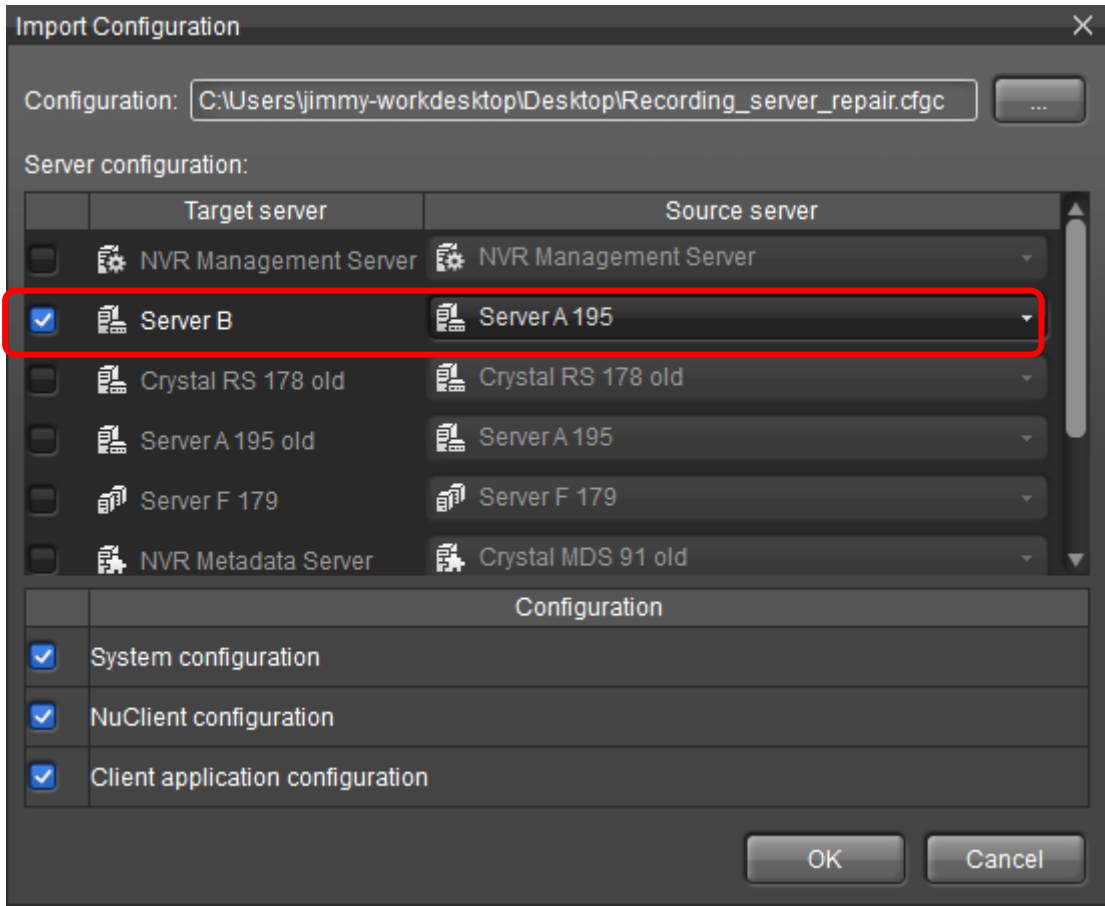 Import Configuration
Configuration: C:\Users\jimmy-workdesktop\Desktop\Recording_server_repair.cfgc ...
Server configuration:
Target server Source server
NVR Management Server NVR Management Server
Server B Server A 195
Crystal RS 178 old Crystal RS 178 old
Server A 195 old Server A 195
Server F 179 Server F 179
NVR Metadata Server Crystal MDS 91 old
Configuration
System configuration
NuClient configuration
Client application configuration
OK Cancel